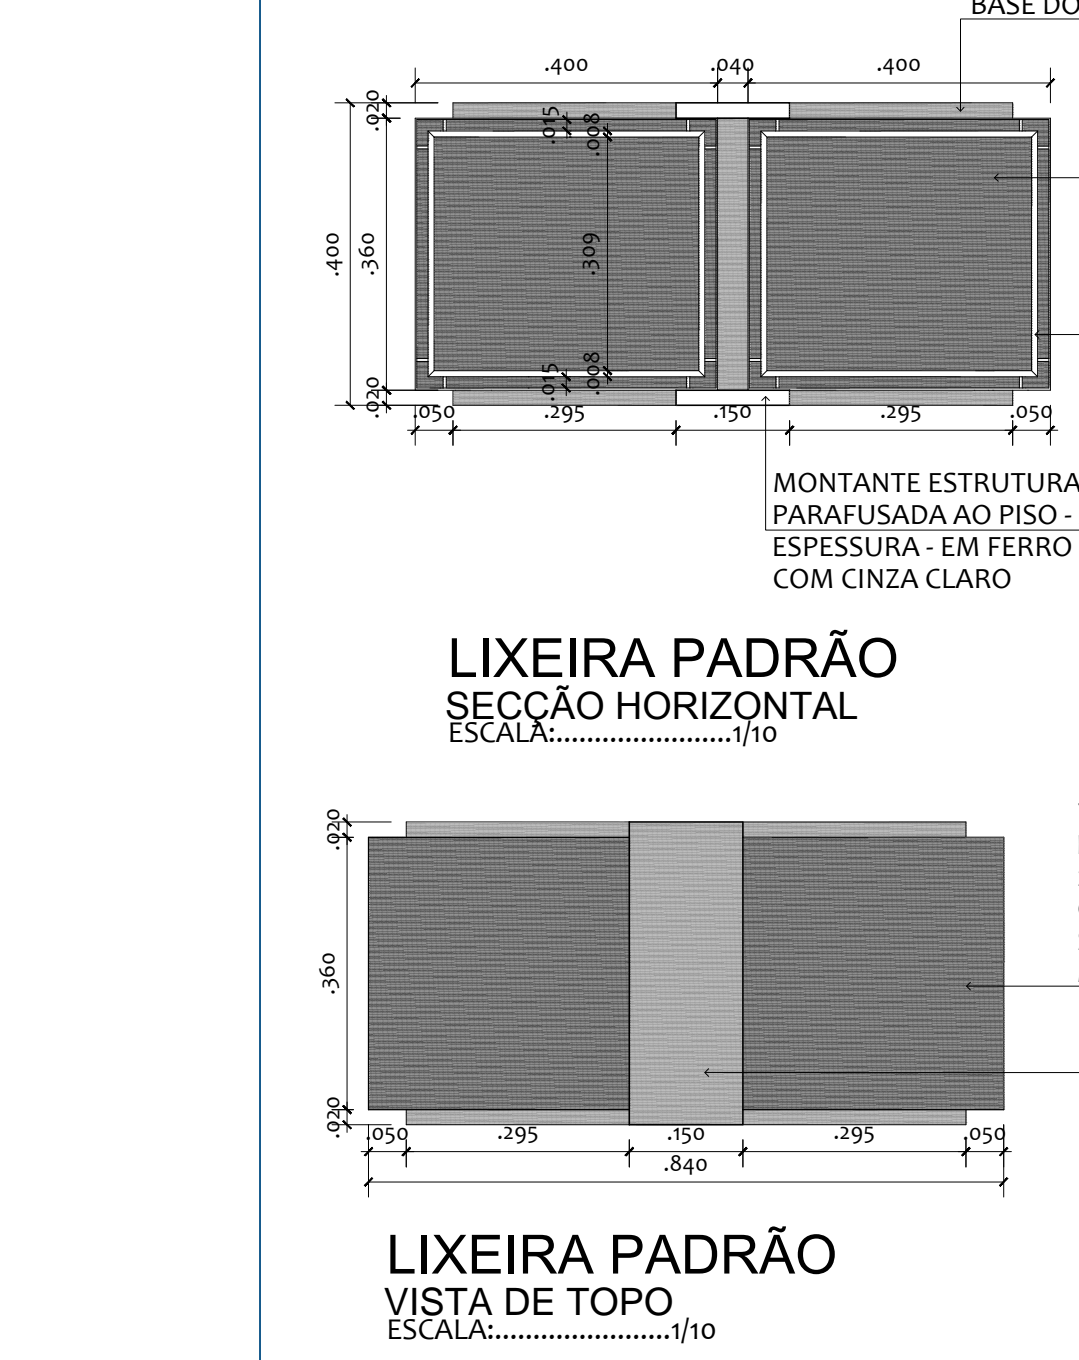 BASE DO
.400
.040
.400
.020
.015
.008
.400
.360
.309
.015
.008
.020
.050
.295
.150
.295
.050
MONTANTE ESTRUTURA
PARAFUSADA AO PISO -
ESPESSURA - EM FERRO
COM CINZA CLARO
LIXEIRA PADRÃO
SECÇÃO HORIZONTAL
ESCALA:.......................1/10
.020
.360
.020
.050
.295
.150
.295
.050
.840
LIXEIRA PADRÃO
VISTA DE TOPO
ESCALA:.......................1/10